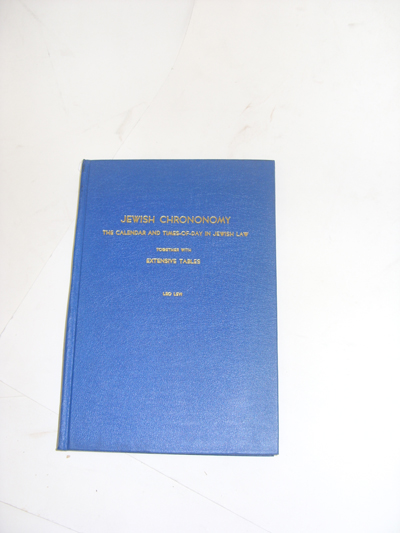 JEWISH CHRONONOMY
THE CALENDAR AND TIMES-OF-DAY IN JEWISH LAW
TOGETHER WITH
EXTENSIVE TABLES
LEO LEVI